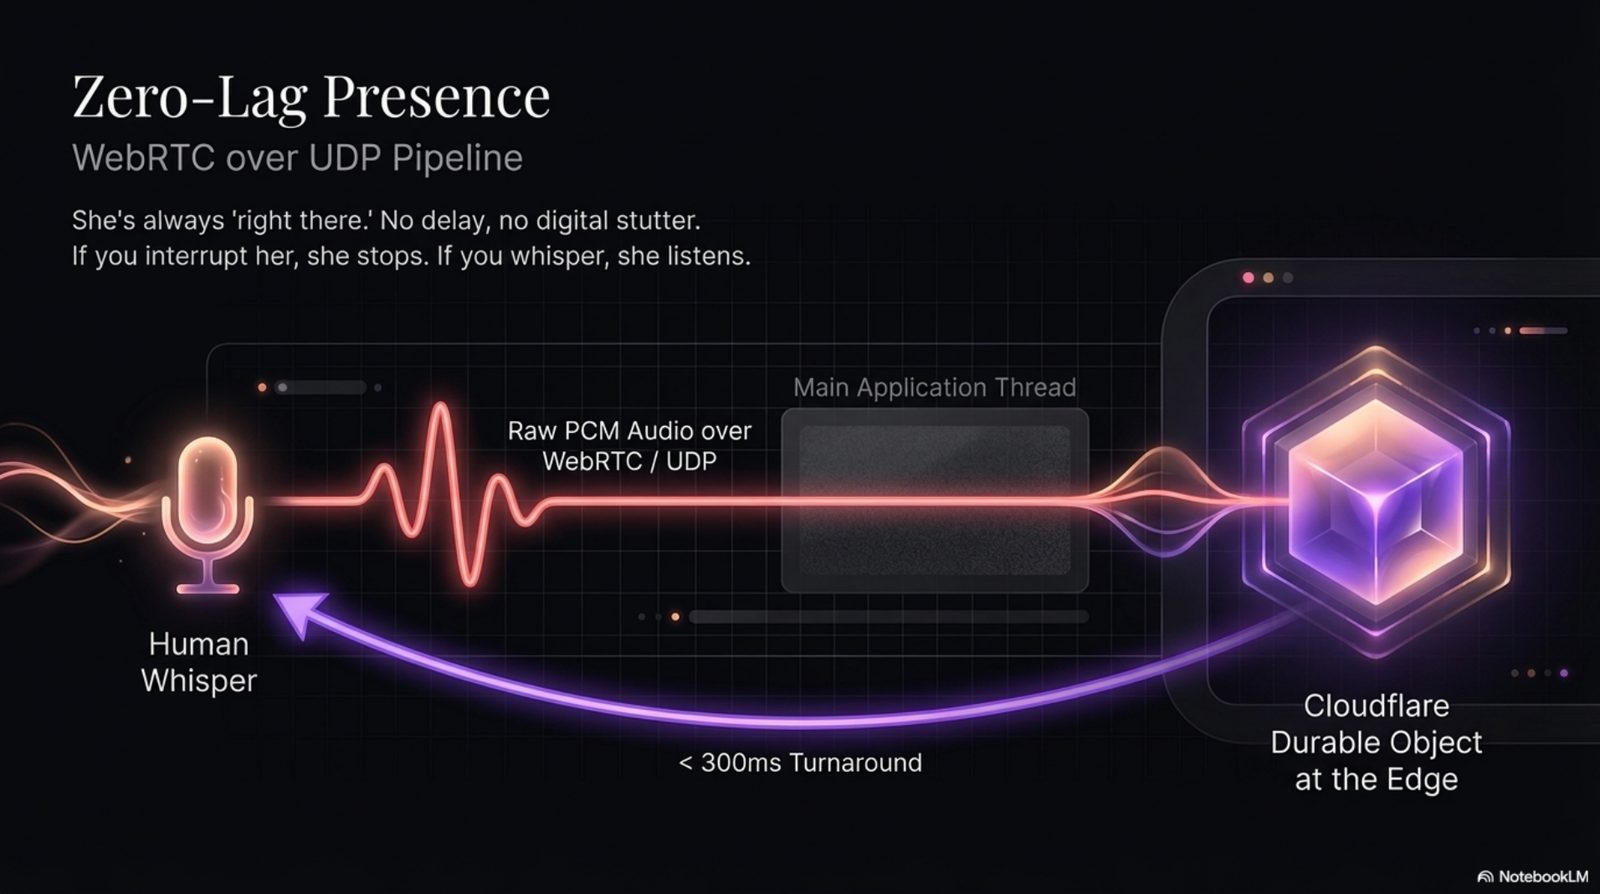 Zero-Lag Presence
WebRTC over UDP Pipeline
She's always 'right there.' No delay, no digital stutter.
If you interrupt her, she stops. If you whisper, she listens.
Main Application Thread
Raw PCM Audio over
WebRTC / UDP
Human
Whisper
Cloudflare
Durable Object
at the Edge
< 300ms Turnaround
NotebookLM